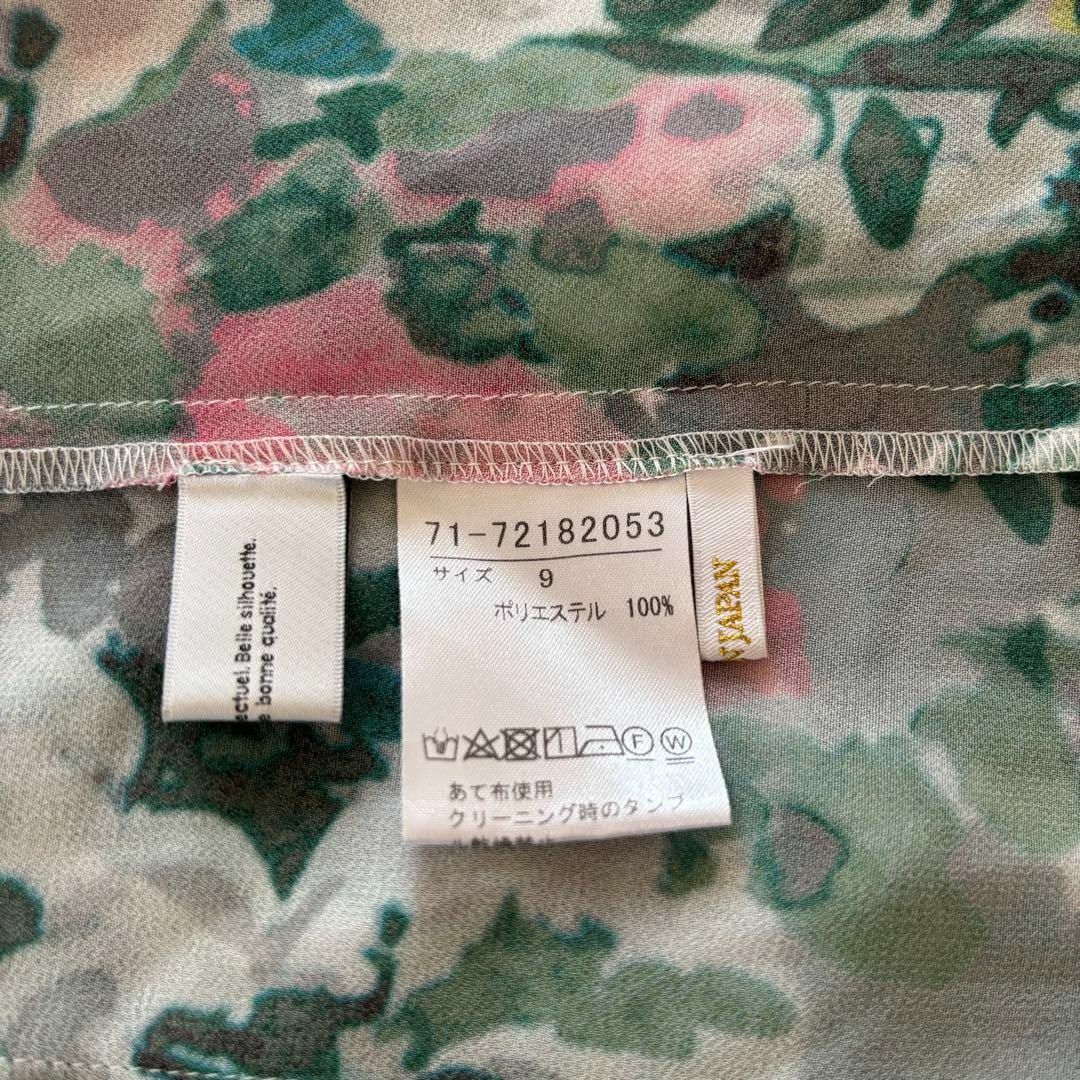 ectuel. Belle silhouette.
bonne qualité.
71-72182053
サイズ 9
ポリエステル 100%
F W
あて布使用
クリーニング時のタンブ
JAPAN